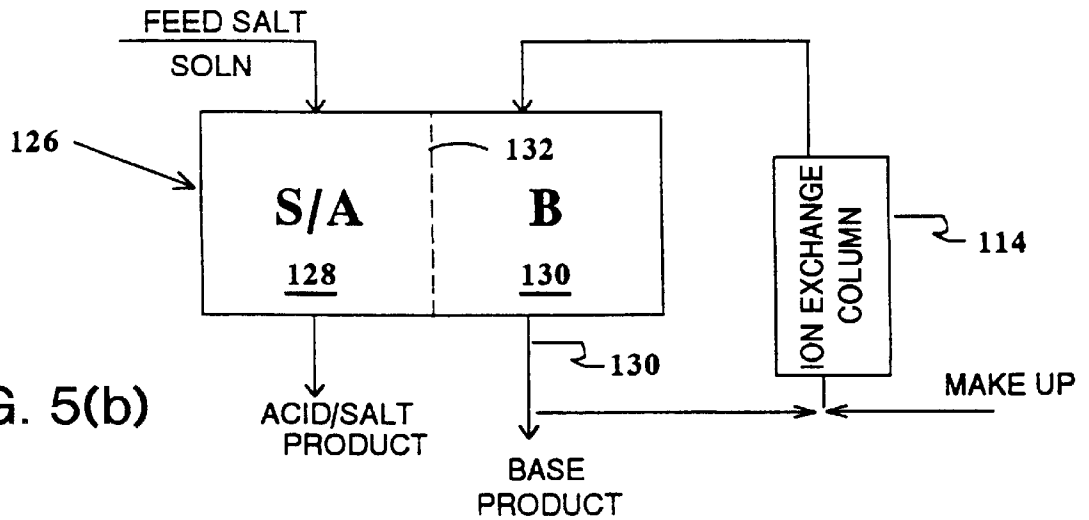 FEED SALT
SOLN
126
132
S/A
B
128
130
ION EXCHANGE
COLUMN
114
130
MAKE UP
G. 5(b)
ACID/SALT
PRODUCT
BASE
PRODUCT